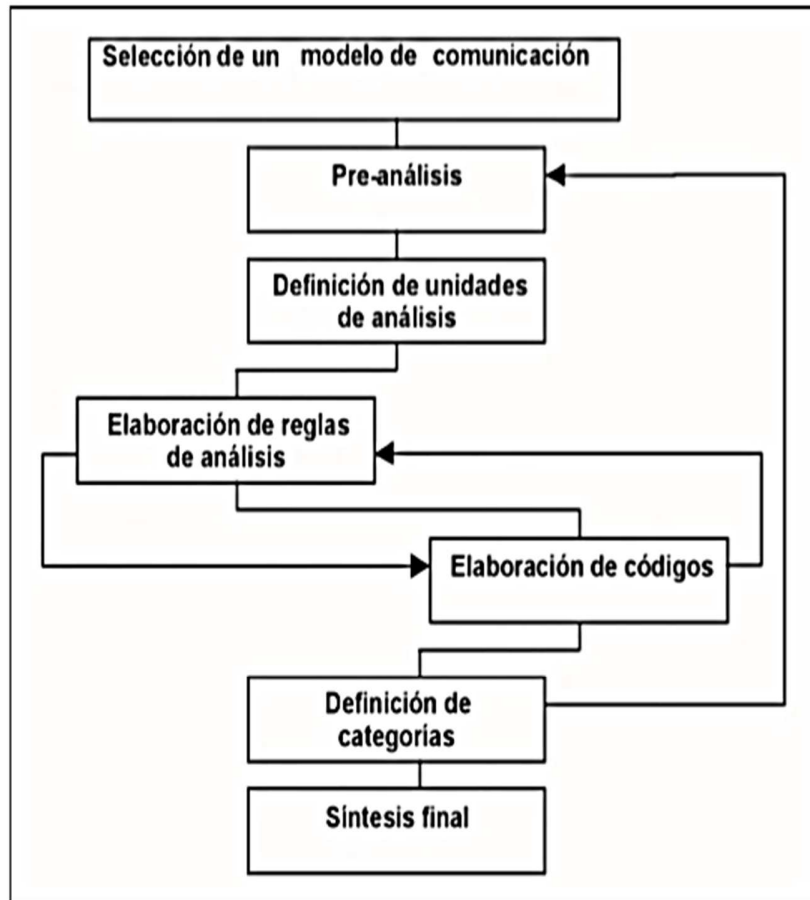 Selección de un modelo de comunicación
Pre-análisis
Definición de unidades
de análisis
Elaboración de reglas
de análisis
Elaboración de códigos
Definición de
categorías
Síntesis final